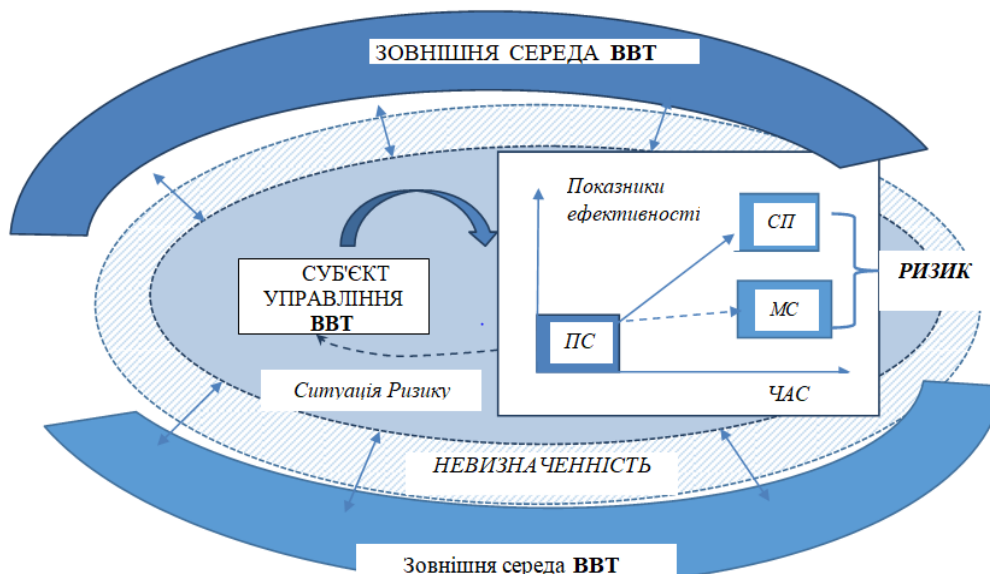 ЗОВНІШНЯ СЕРЕДА ВВТ
Показники
ефективності
СП
СУБ'ЄКТ
УПРАВЛІННЯ
ВВТ
РИЗИК
МС
ПС
Ситуація Ризику
ЧАС
НЕВИЗНАЧЕННІСТЬ
Зовнішня середа ВВТ